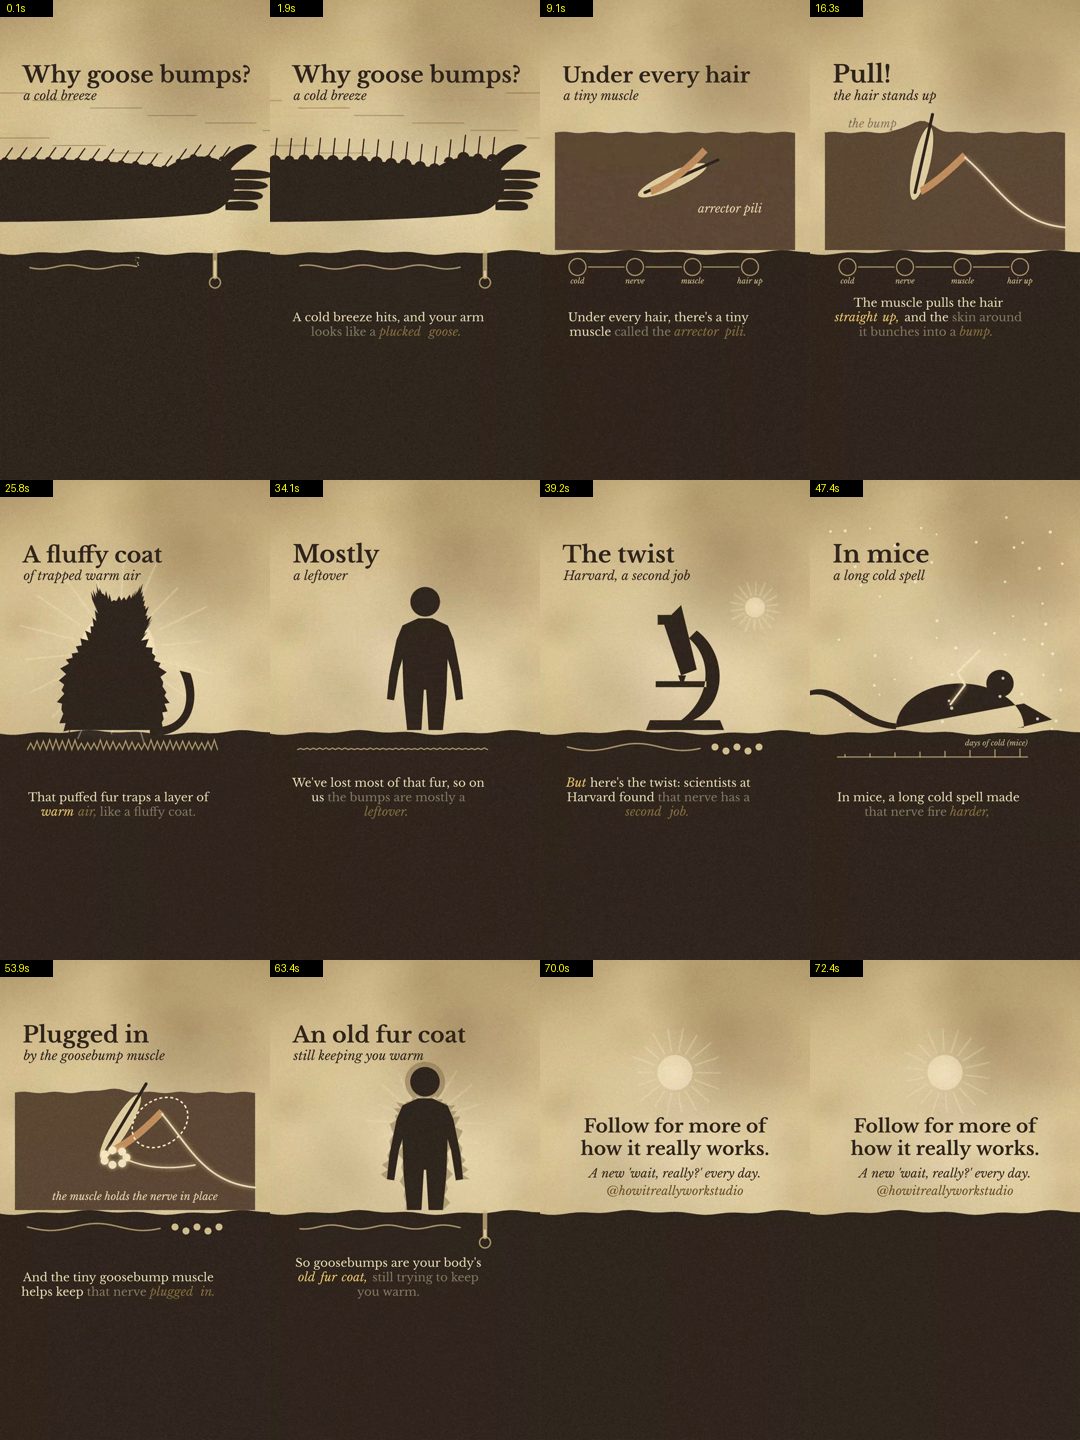 0.1s
Why goose bumps?
a cold breeze
1.9s
Why goose bumps?
a cold breeze
A cold breeze hits, and your arm
looks like a plucked goose.
9.1s
Under every hair
a tiny muscle
arrector pili
cold nerve muscle hair up
Under every hair, there's a tiny
muscle called the arrector pili.
16.3s
Pull!
the hair stands up
the bump
cold nerve muscle hair up
The muscle pulls the hair
straight up, and the skin around
it bunches into a bump.
25.8s
A fluffy coat
of trapped warm air
That puffed fur traps a layer of
warm air, like a fluffy coat.
34.1s
Mostly
a leftover
We've lost most of that fur, so on
us the bumps are mostly a
leftover.
39.2s
The twist
Harvard, a second job
But here's the twist: scientists at
Harvard found that nerve has a
second job.
47.4s
In mice
a long cold spell
days of cold (mice)
In mice, a long cold spell made
that nerve fire harder,
53.9s
Plugged in
by the goosebump muscle
the muscle holds the nerve in place
And the tiny goosebump muscle
helps keep that nerve plugged in.
63.4s
An old fur coat
still keeping you warm
So goosebumps are your body's
old fur coat, still trying to keep
you warm.
70.0s
Follow for more of
how it really works.
A new 'wait, really?' every day.
@howitreallyworkstudio
72.4s
Follow for more of
how it really works.
A new 'wait, really?' every day.
@howitreallyworkstudio